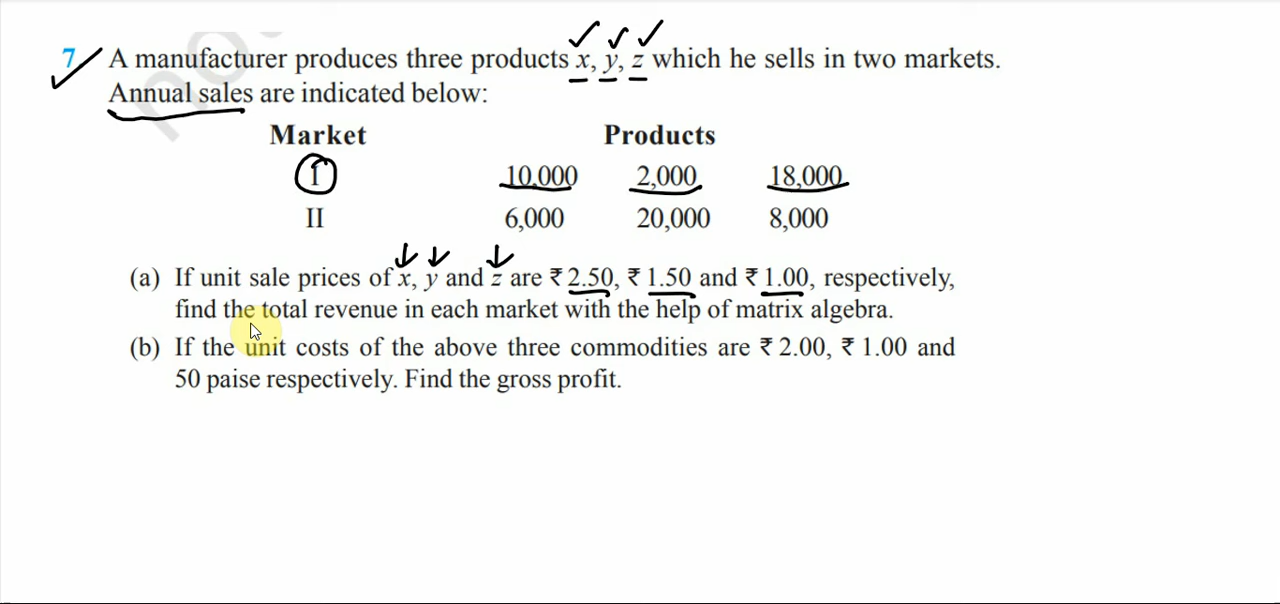 7 A manufacturer produces three products x, y, z which he sells in two markets.
Annual sales are indicated below:
Market Products
I 10,000 2,000 18,000
II 6,000 20,000 8,000
(a) If unit sale prices of x, y and z are ₹ 2.50, ₹ 1.50 and ₹ 1.00, respectively,
find the total revenue in each market with the help of matrix algebra.
(b) If the unit costs of the above three commodities are ₹ 2.00, ₹ 1.00 and
50 paise respectively. Find the gross profit.